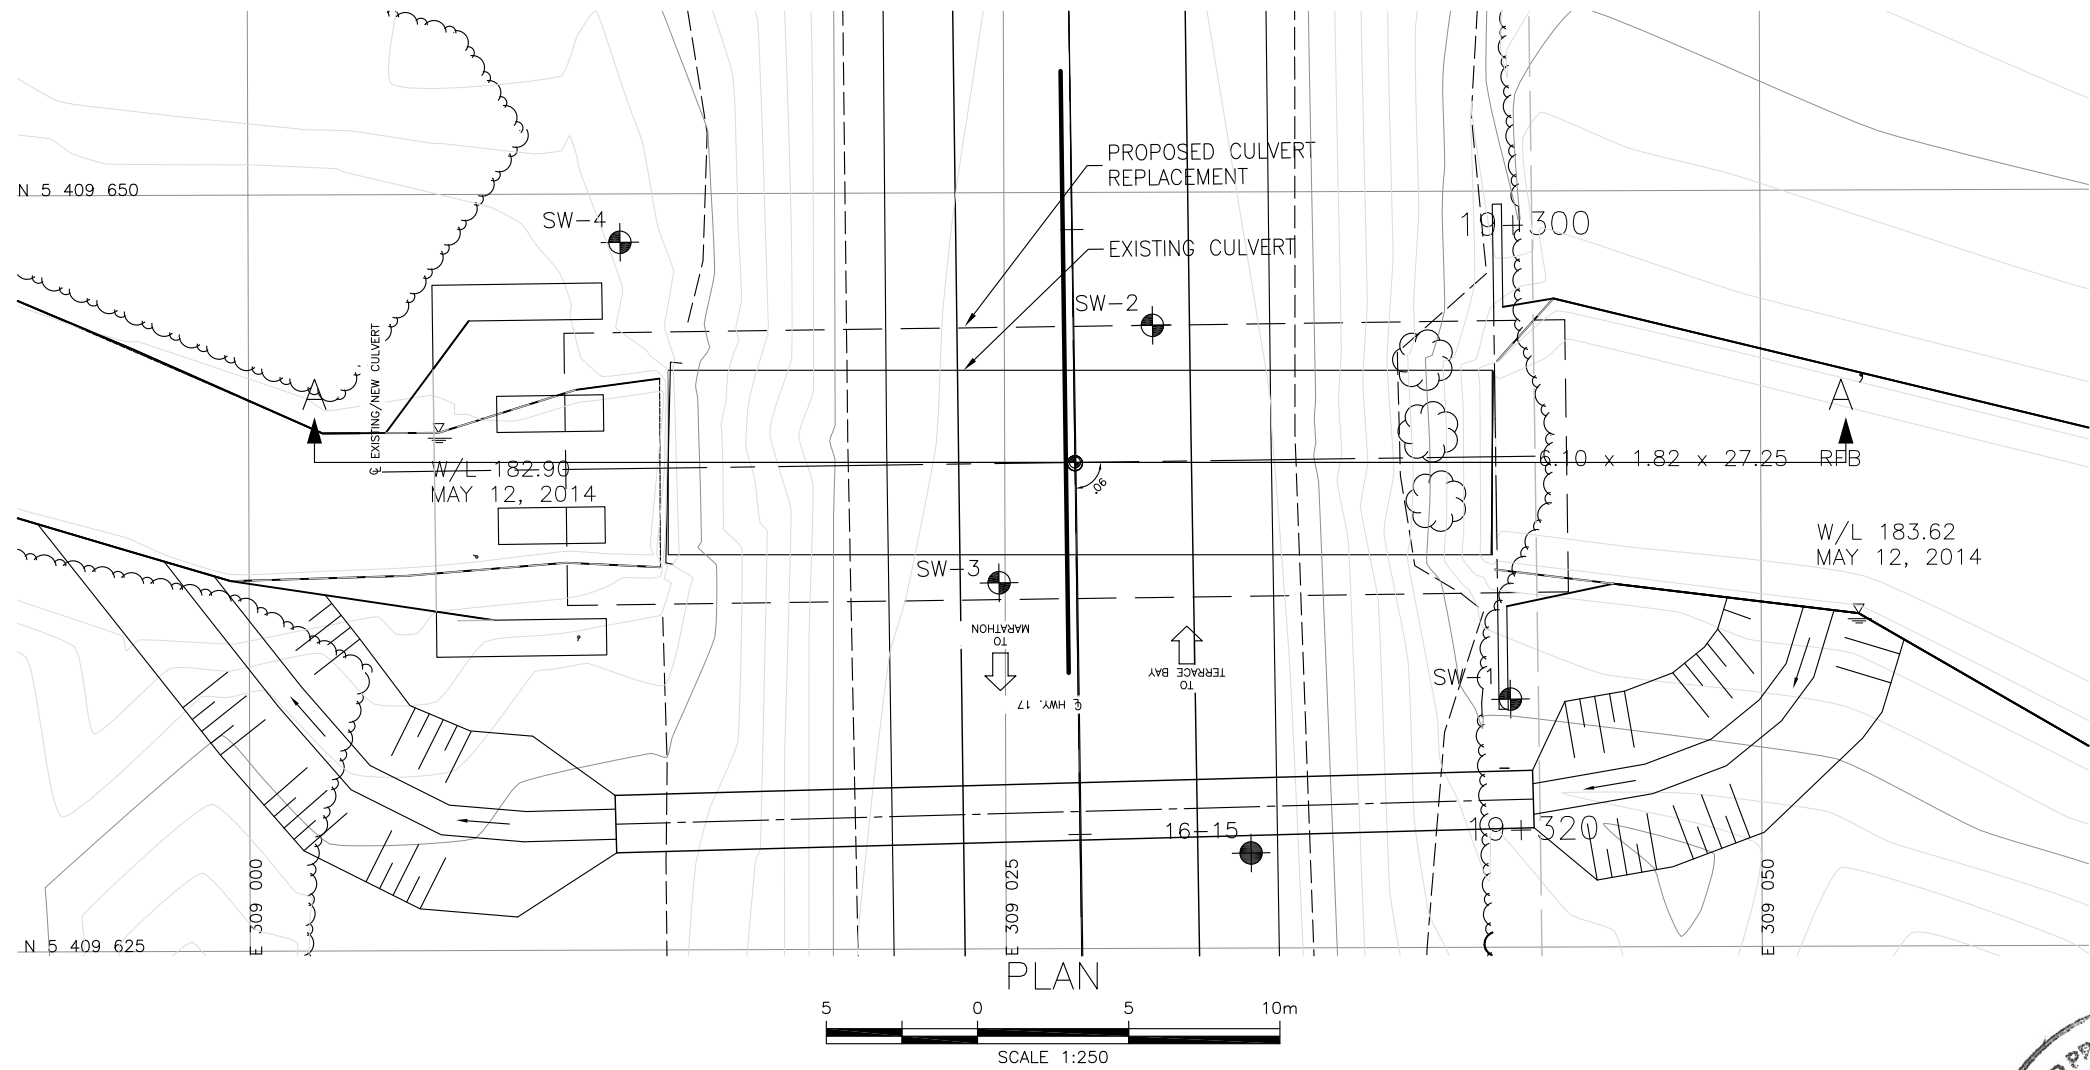 PROPOSED CULVERT
REPLACEMENT
N 5 409 650
SW-4
19+300
EXISTING CULVERT
SW-2
℄ EXISTING/NEW CULVERT
A
A
W/L 182.90
MAY 12, 2014
90°
6.10 x 1.82 x 27.25 RFB
W/L 183.62
MAY 12, 2014
SW-3
TO
MARATHON
TO
TERRACE BAY
SW-1
℄ HWY. 17
16-15
19+320
E 309 000
E 309 025
E 309 050
N 5 409 625
PLAN
5 0 5 10m
SCALE 1:250